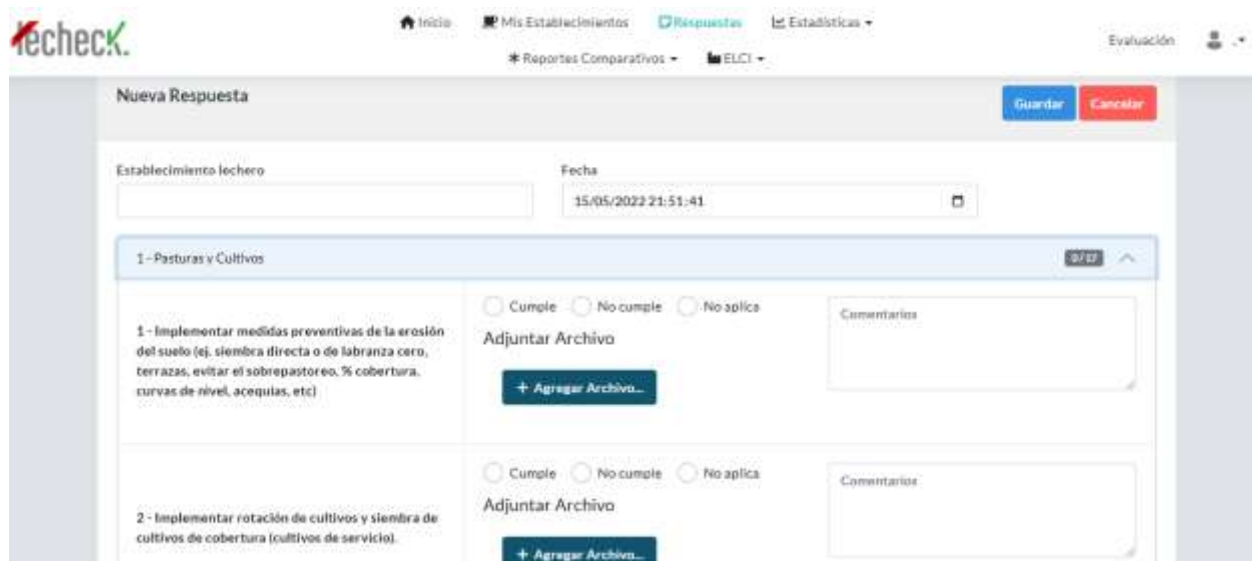 lecheck.
Inicio
Mis Establecimientos
Respuestas
Estadísticas
Reportes Comparativos
ELCI
Evaluación
Nueva Respuesta
Guardar
Cancelar
Establecimiento lechero
Fecha
15/05/2022 21:51:41
1 - Pasturas y Cultivos
0/17
1 - Implementar medidas preventivas de la erosión
del suelo (ej. siembra directa o de labranza cero,
terrazas, evitar el sobrepastoreo, % cobertura,
curvas de nivel, acequias, etc)
Cumple No cumple No aplica
Adjuntar Archivo
+ Agregar Archivo...
Comentarios
2 - Implementar rotación de cultivos y siembra de
cultivos de cobertura (cultivos de servicio).
Cumple No cumple No aplica
Adjuntar Archivo
+ Agregar Archivo...
Comentarios